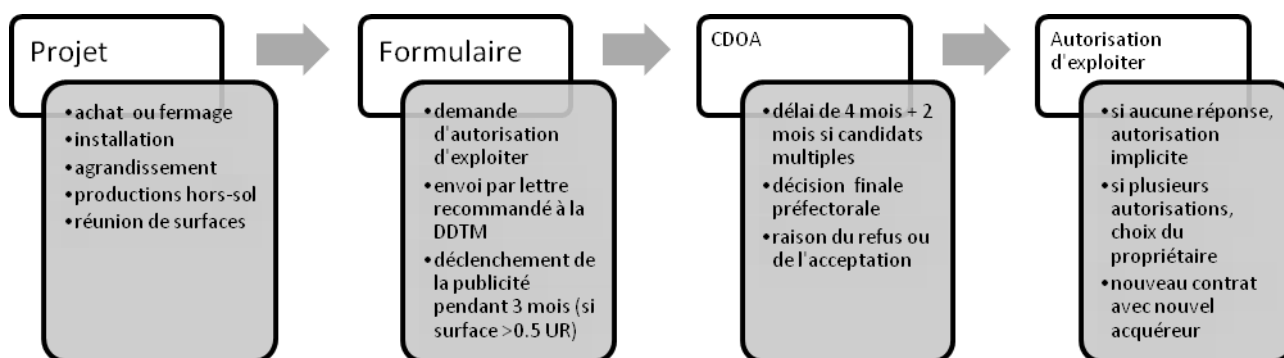 Projet
•achat ou fermage
•installation
•agrandissement
•productions hors-sol
•réunion de surfaces
Formulaire
•demande
d'autorisation
d'exploiter
•envoi par lettre
recommandé à la
DDTM
•déclenchement de
la publicité
pendant 3 mois (si
surface >0.5 UR)
CDOA
•délai de 4 mois + 2
mois si candidats
multiples
•décision finale
préfectorale
•raison du refus ou
de l'acceptation
Autorisation
d'exploiter
•si aucune réponse,
autorisation
implicite
•si plusieurs
autorisations,
choix du
propriétaire
•nouveau contrat
avec nouvel
acquéreur